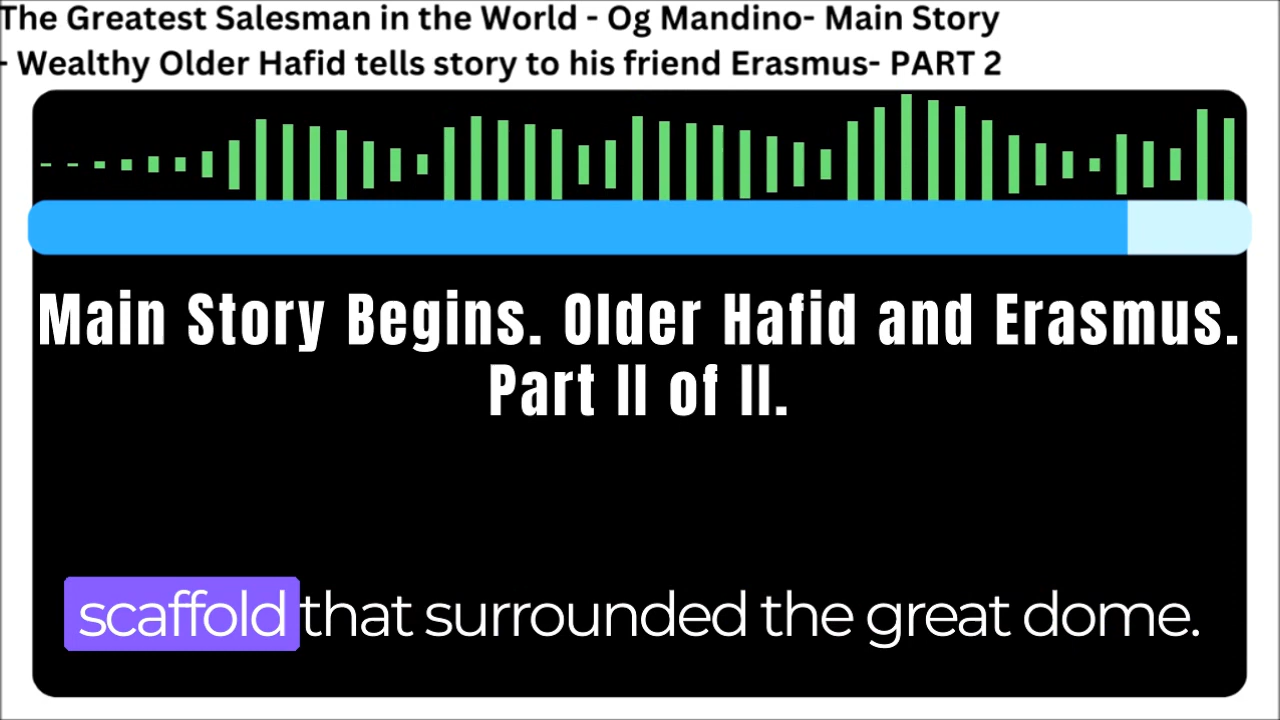 The Greatest Salesman in the World - Og Mandino- Main Story
- Wealthy Older Hafid tells story to his friend Erasmus- PART 2
Main Story Begins. Older Hafid and Erasmus.
Part II of II.
scaffold that surrounded the great dome.